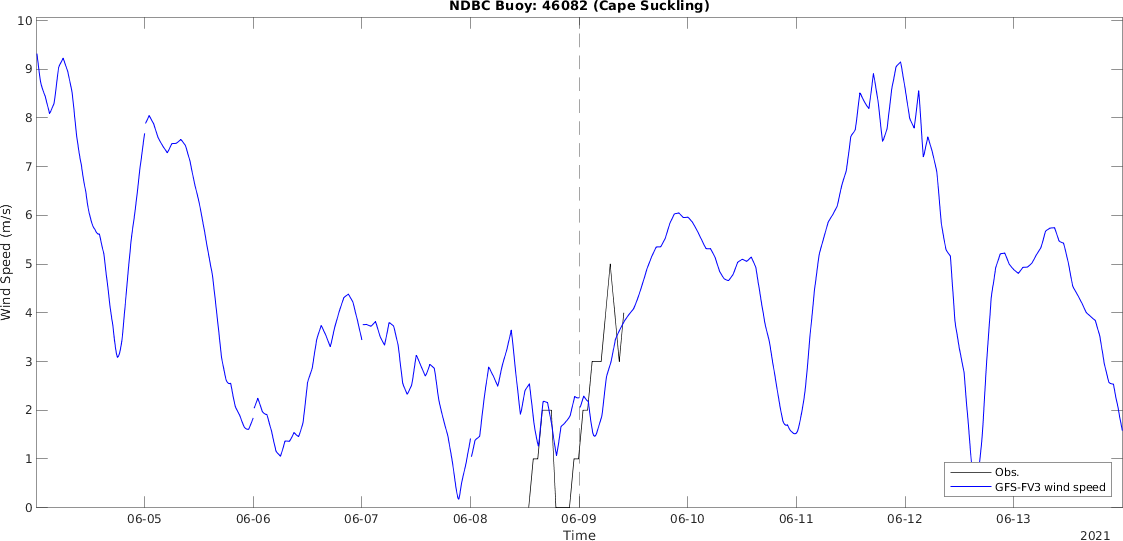 NDBC Buoy: 46082 (Cape Suckling)
10
9
8
7
6
5
4
3
2
1
0
Wind Speed (m/s)
06-05 06-06 06-07 06-08 06-09 06-10 06-11 06-12 06-13
Time
2021
Obs.
GFS-FV3 wind speed